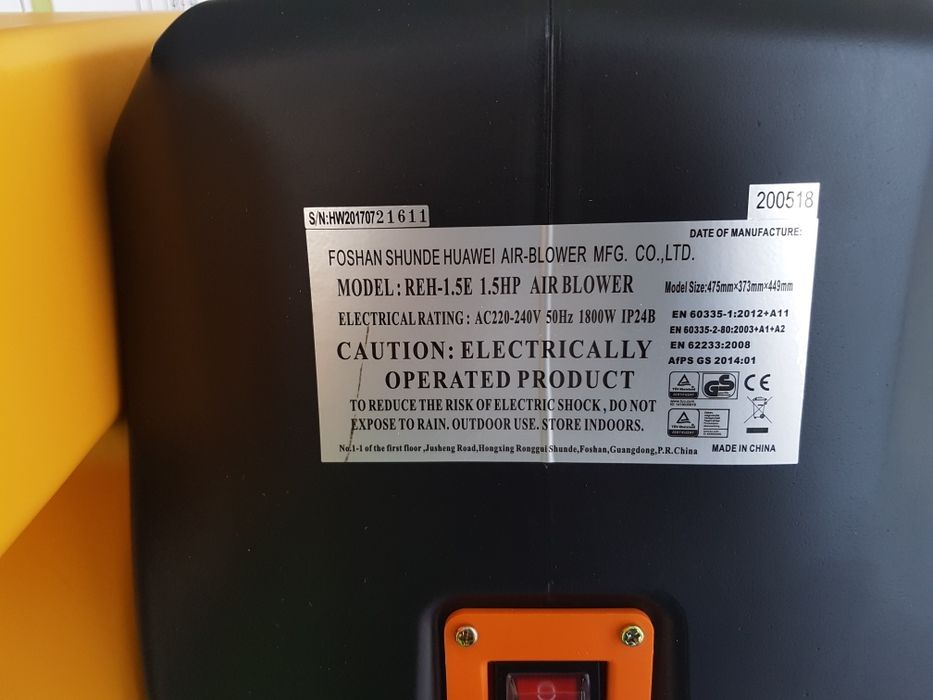 200518
S/N:HW2017072 1611
DATE OF MANUFACTURE:
FOSHAN SHUNDE HUAWEI AIR-BLOWER MFG. CO.,LTD.
MODEL: REH-1.5E 1.5HP AIR BLOWER
Model Size:475mm×373mm×449mm
ELECTRICAL RATING: AC220-240V 50Hz 1800W IP24B
EN 60335-1:2012+A11
EN 60335-2-80:2003+A1+A2
EN 62233:2008
AfPS GS 2014:01
CAUTION: ELECTRICALLY
OPERATED PRODUCT
TO REDUCE THE RISK OF ELECTRIC SHOCK, DO NOT
EXPOSE TO RAIN. OUTDOOR USE. STORE INDOORS.
GS CE
No.1-1 of the first floor ,Jusheng Road,Hongxing Ronggui Shunde,Foshan,Guangdong,P.R.China
MADE IN CHINA